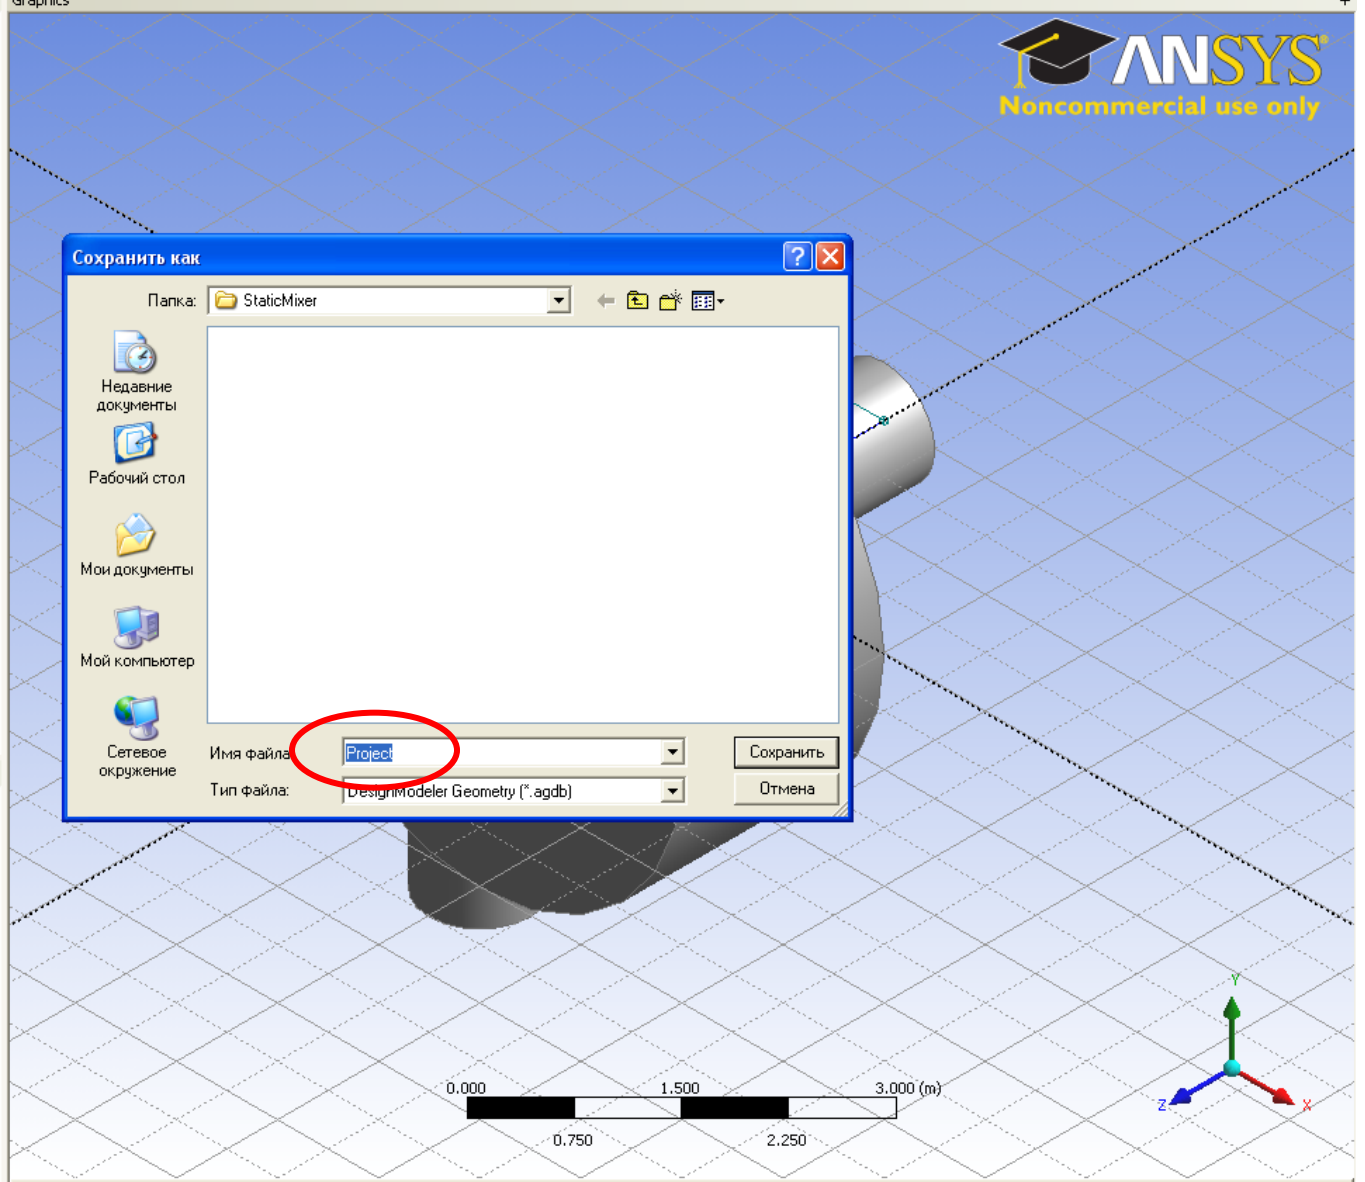 Graphics
ANSYS
Noncommercial use only
Сохранить как
Папка:
StaticMixer
Недавние
документы
Рабочий стол
Мои документы
Мой компьютер
Сетевое
окружение
Имя файла
Project
Сохранить
Тип файла:
DesignModeler Geometry (*.agdb)
Отмена
Y
0.000 1.500 3.000 (m)
Z X
0.750 2.250